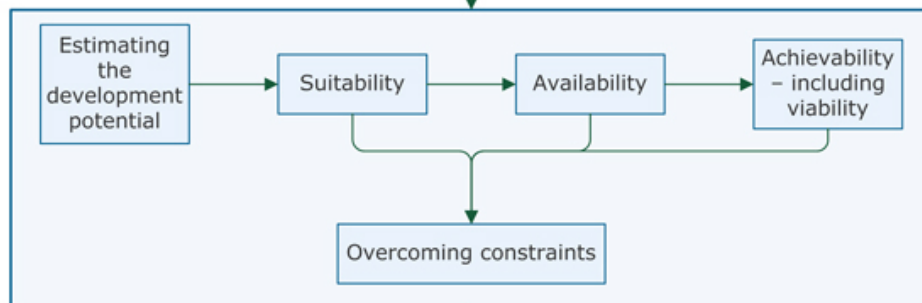 Estimating
the
development
potential
Suitability
Availability
Achievability
– including
viability
Overcoming constraints